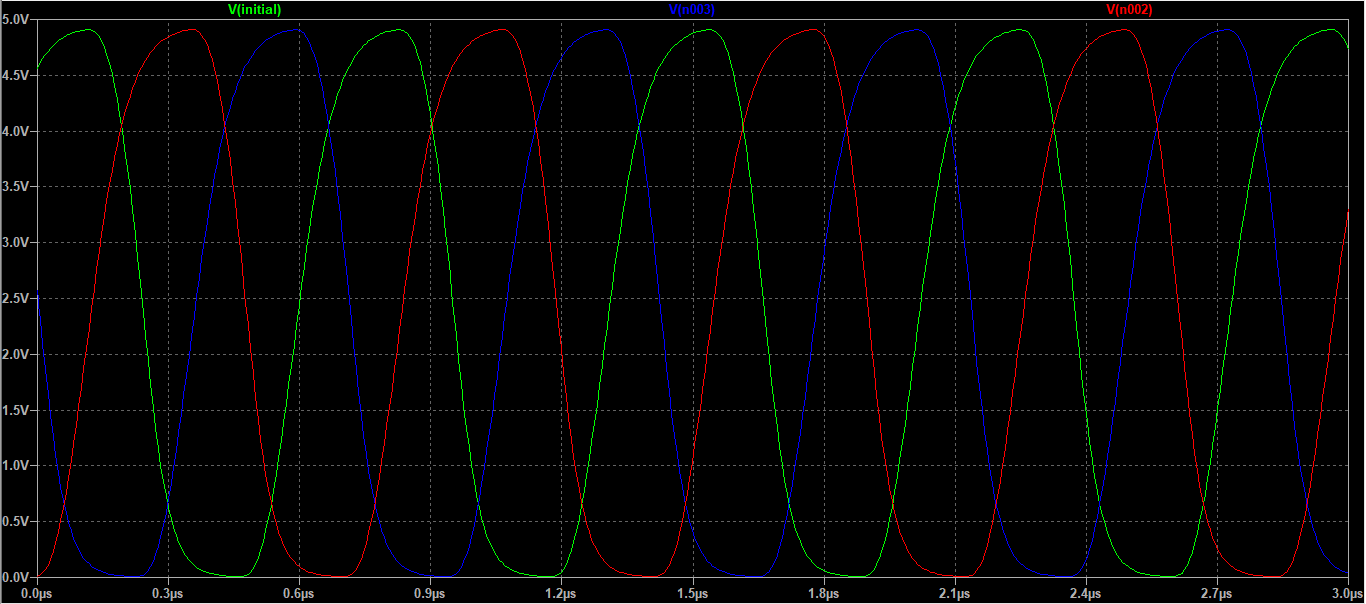 V(initial) V(n003) V(n002)
5.0V
4.5V
4.0V
3.5V
3.0V
2.5V
2.0V
1.5V
1.0V
0.5V
0.0V
0.0µs 0.3µs 0.6µs 0.9µs 1.2µs 1.5µs 1.8µs 2.1µs 2.4µs 2.7µs 3.0µs